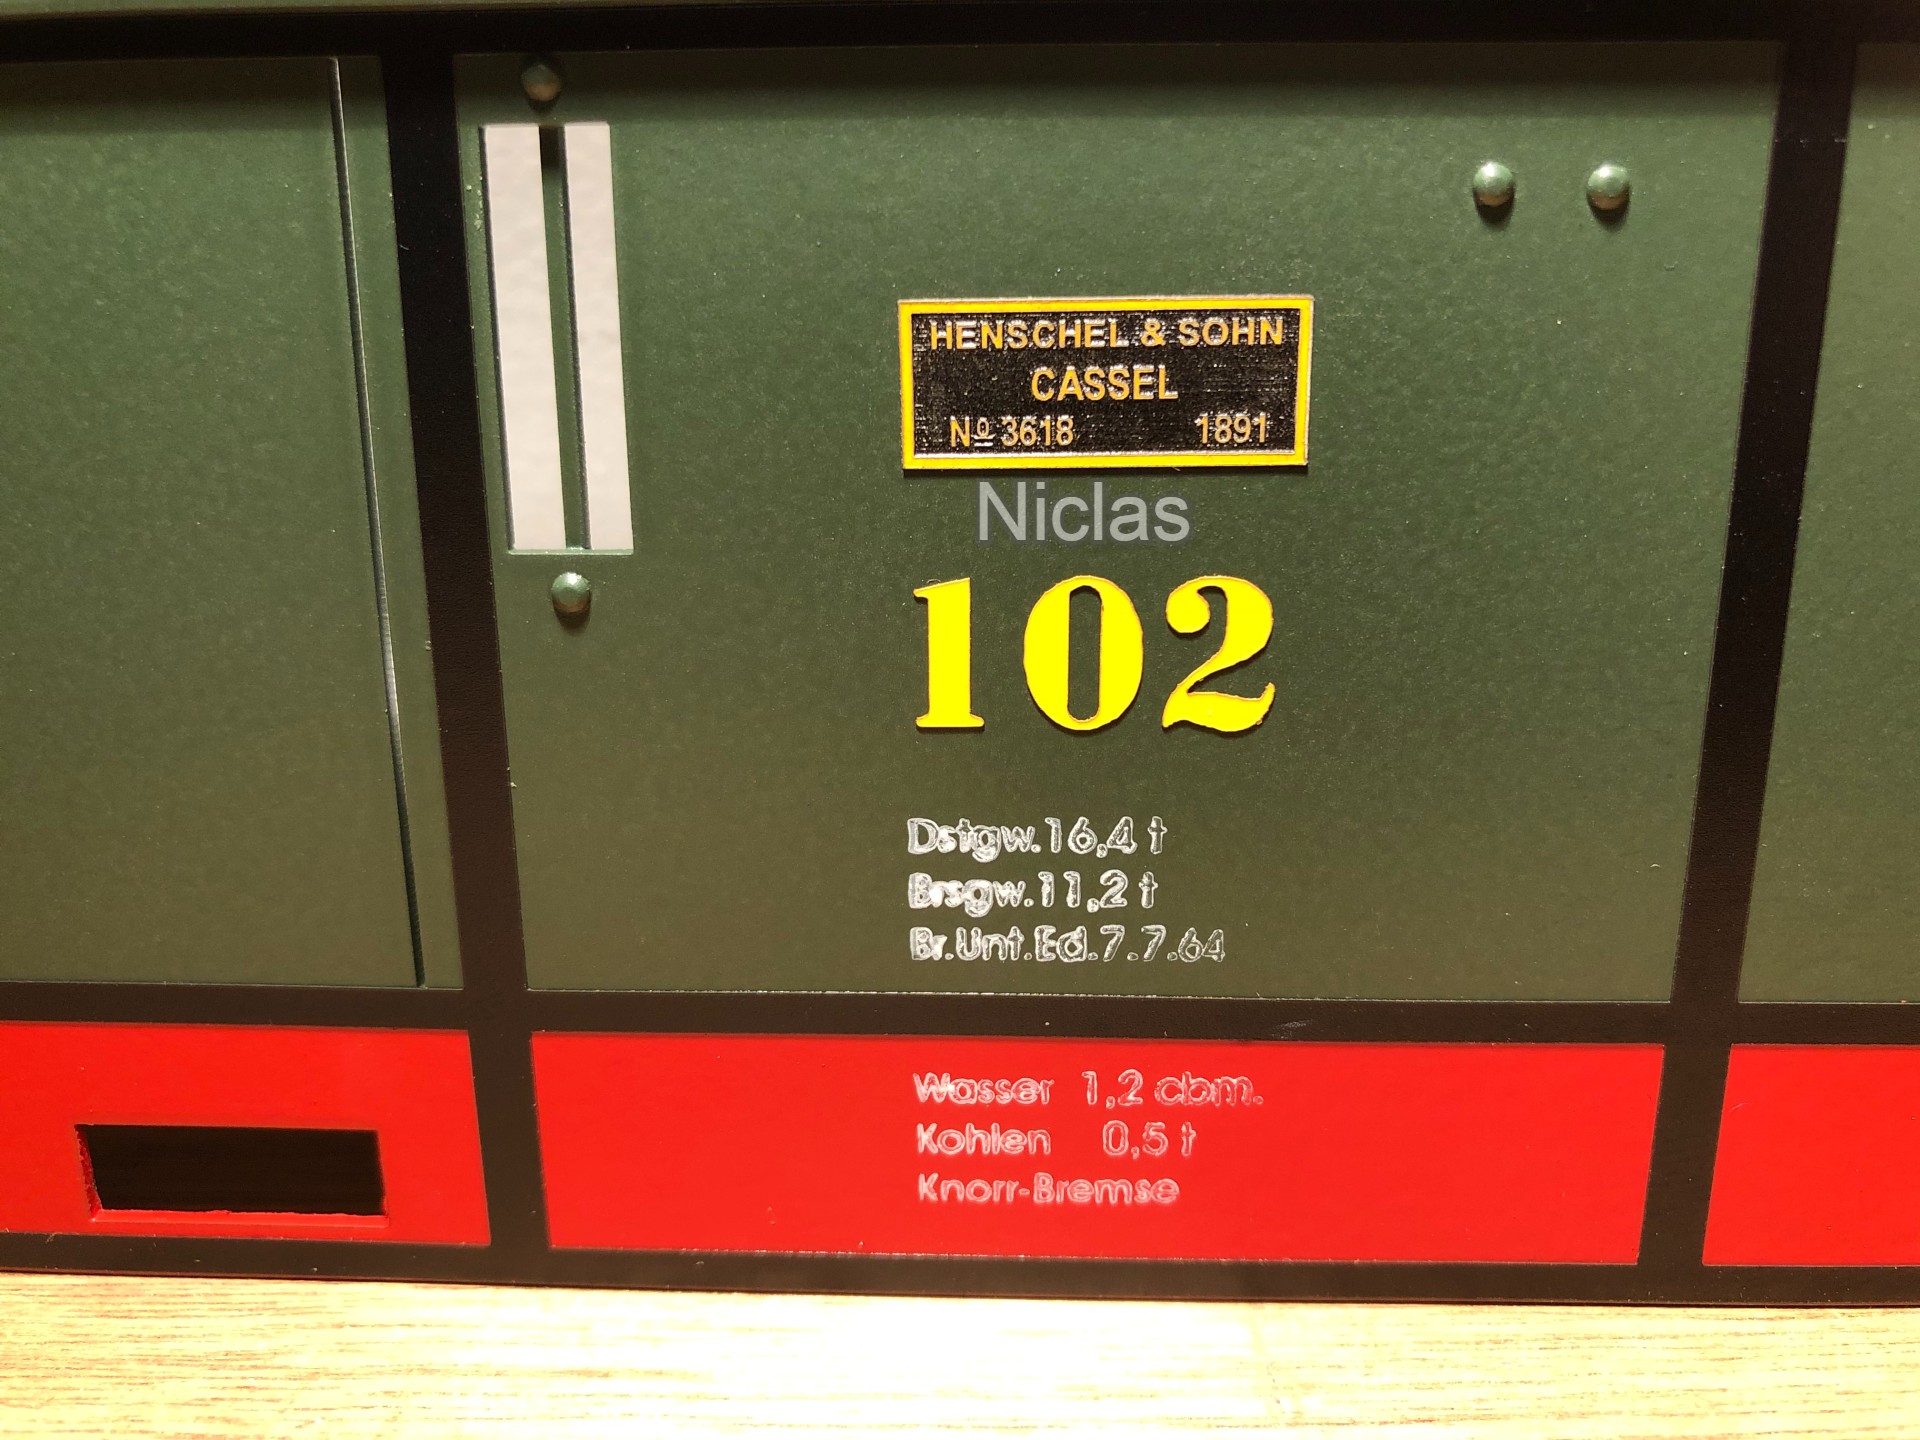 HENSCHEL & SOHN
CASSEL
Nº 3618 1891
Niclas
102
Dstgw. 16,4 t
Brsgw. 11,2 t
Br. Unt. Ed. 7.7.64
Wasser 1,2 cbm.
Kohlen 0,5 t
Knorr-Bremse